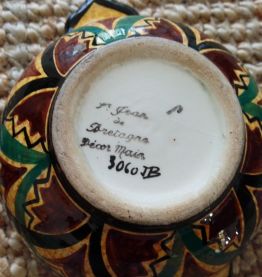 St Jean
de
Bretagne
Décor Main
3060 JB